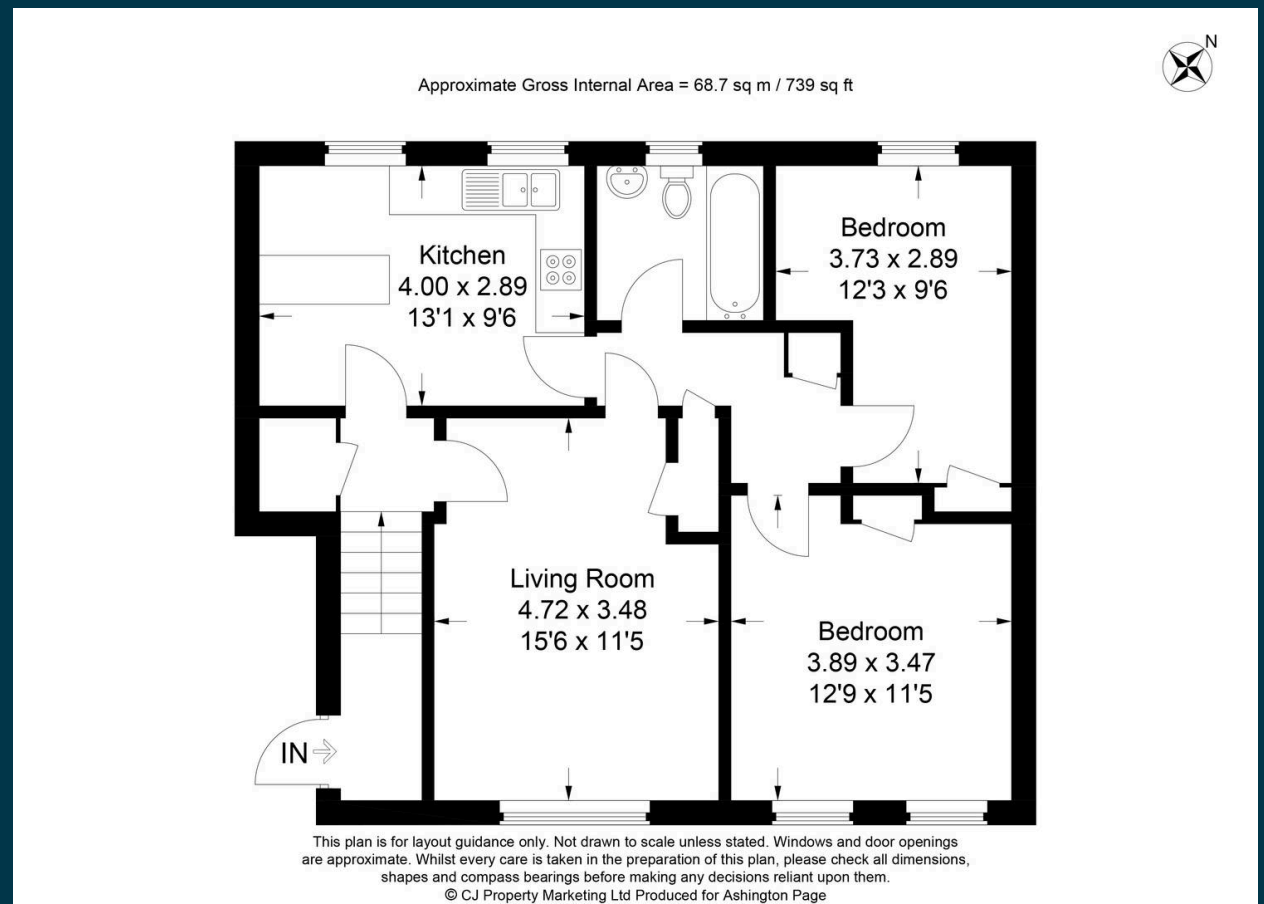 N
Approximate Gross Internal Area = 68.7 sq m / 739 sq ft
Kitchen
4.00 x 2.89
13'1 x 9'6
Bedroom
3.73 x 2.89
12'3 x 9'6
Living Room
4.72 x 3.48
15'6 x 11'5
Bedroom
3.89 x 3.47
12'9 x 11'5
IN
This plan is for layout guidance only. Not drawn to scale unless stated. Windows and door openings
are approximate. Whilst every care is taken in the preparation of this plan, please check all dimensions,
shapes and compass bearings before making any decisions reliant upon them.
© CJ Property Marketing Ltd Produced for Ashington Page